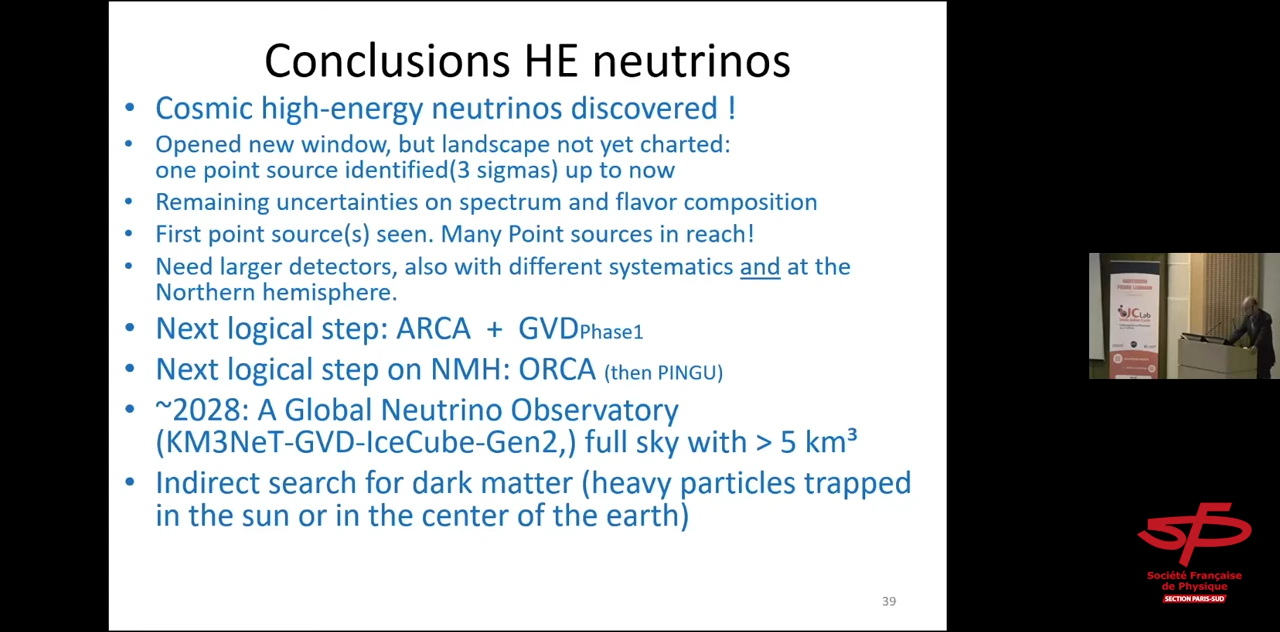 Conclusions HE neutrinos
• Cosmic high-energy neutrinos discovered !
• Opened new window, but landscape not yet charted:
one point source identified(3 sigmas) up to now
• Remaining uncertainties on spectrum and flavor composition
• First point source(s) seen. Many Point sources in reach!
• Need larger detectors, also with different systematics and at the
Northern hemisphere.
• Next logical step: ARCA + GVDPhase1
• Next logical step on NMH: ORCA (then PINGU)
• ~2028: A Global Neutrino Observatory
(KM3NeT-GVD-IceCube-Gen2,) full sky with > 5 km³
• Indirect search for dark matter (heavy particles trapped
in the sun or in the center of the earth)
39
AUDITORIUM
PIERRE LEHMANN
JCLab
sfp
Société Française
de Physique
SECTION PARIS-SUD